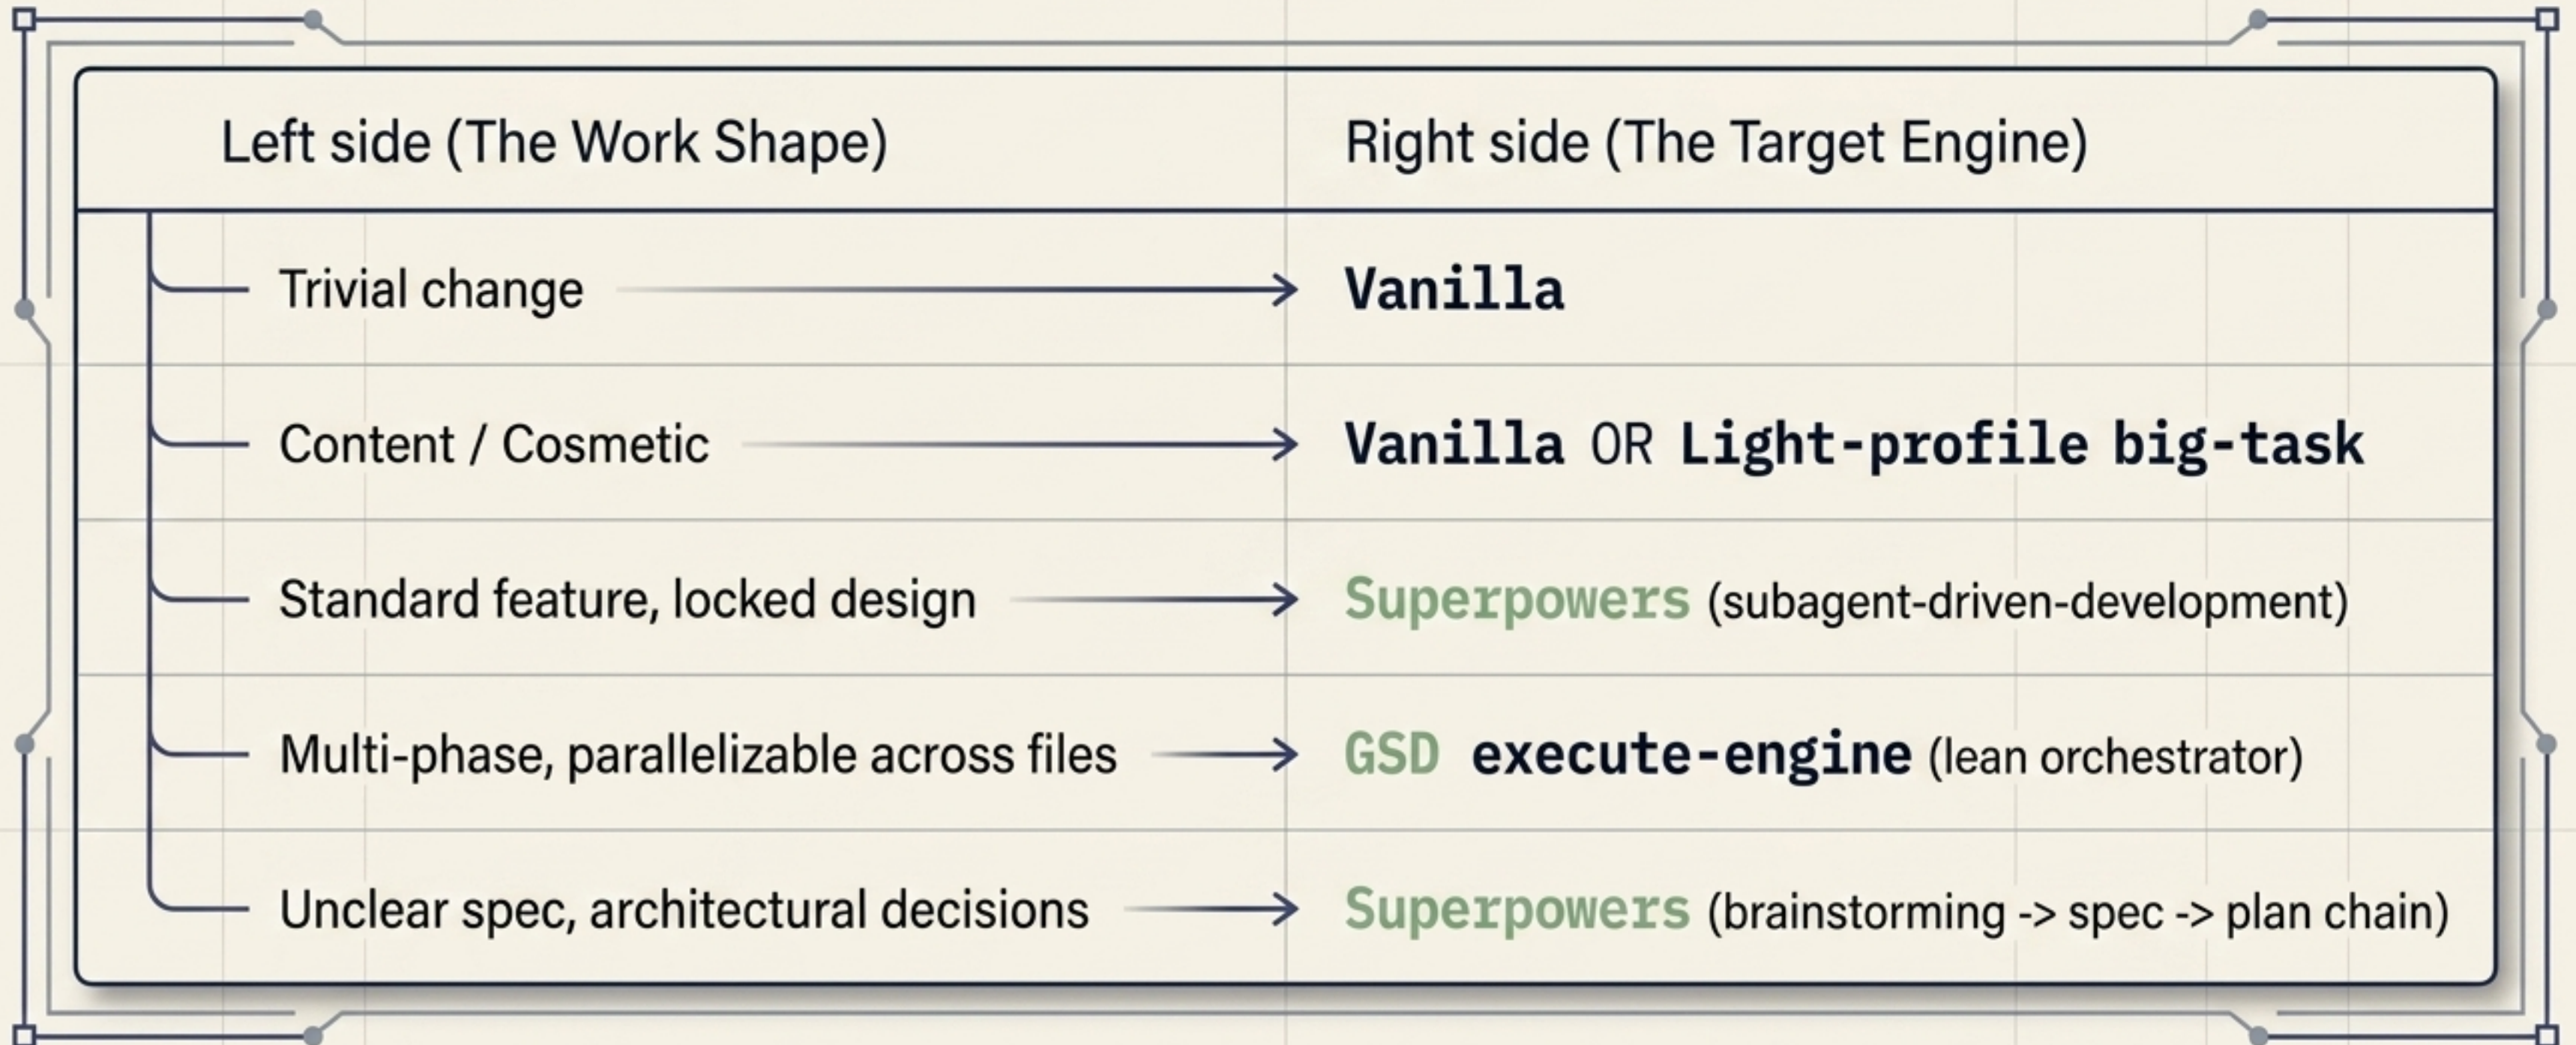 Left side (The Work Shape)
Right side (The Target Engine)
Trivial change
Vanilla
Content / Cosmetic
Vanilla OR Light-profile big-task
Standard feature, locked design
Superpowers (subagent-driven-development)
Multi-phase, parallelizable across files
GSD execute-engine (lean orchestrator)
Unclear spec, architectural decisions
Superpowers (brainstorming -> spec -> plan chain)